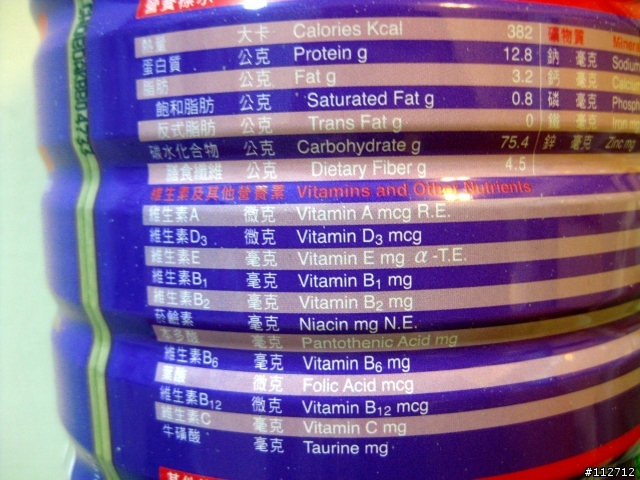 營養標示
熱量 大卡 Calories Kcal 382 礦物質
蛋白質 公克 Protein g 12.8 鈉 毫克 Sodiu
脂肪 公克 Fat g 3.2 鈣 毫克 Calci
飽和脂肪 公克 Saturated Fat g 0.8 磷 毫克 Phosph
反式脂肪 公克 Trans Fat g 0 鐵 毫克 Iron m
碳水化合物 公克 Carbohydrate g 75.4 鋅 毫克 Zinc mg
膳食纖維 公克 Dietary Fiber g 4.5
維生素及其他營養素 Vitamins and Other Nutrients
維生素A 微克 Vitamin A mcg R.E.
維生素D3 微克 Vitamin D3 mcg
維生素E 毫克 Vitamin E mg α-T.E.
維生素B1 毫克 Vitamin B1 mg
維生素B2 毫克 Vitamin B2 mg
菸鹼素 毫克 Niacin mg N.E.
本多酸 毫克 Pantothenic Acid mg
維生素B6 毫克 Vitamin B6 mg
葉酸 微克 Folic Acid mcg
維生素B12 微克 Vitamin B12 mcg
維生素C 毫克 Vitamin C mg
牛磺酸 毫克 Taurine mg
#112712